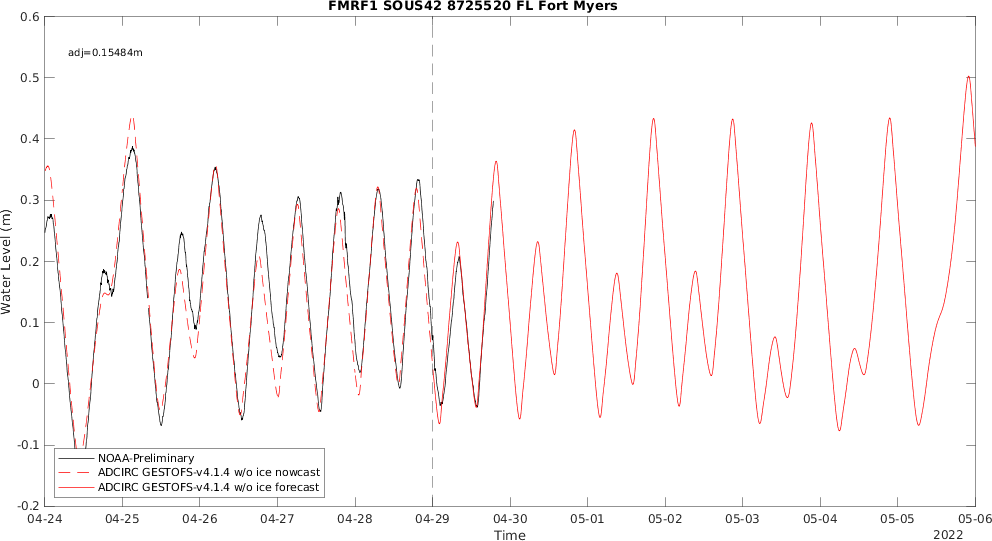 FMRF1 SOUS42 8725520 FL Fort Myers
adj=0.15484m
0.6
0.5
0.4
0.3
0.2
0.1
0
-0.1
-0.2
Water Level (m)
NOAA-Preliminary
ADCIRC GESTOFS-v4.1.4 w/o ice nowcast
ADCIRC GESTOFS-v4.1.4 w/o ice forecast
04-24 04-25 04-26 04-27 04-28 04-29 04-30 05-01 05-02 05-03 05-04 05-05 05-06
Time
2022